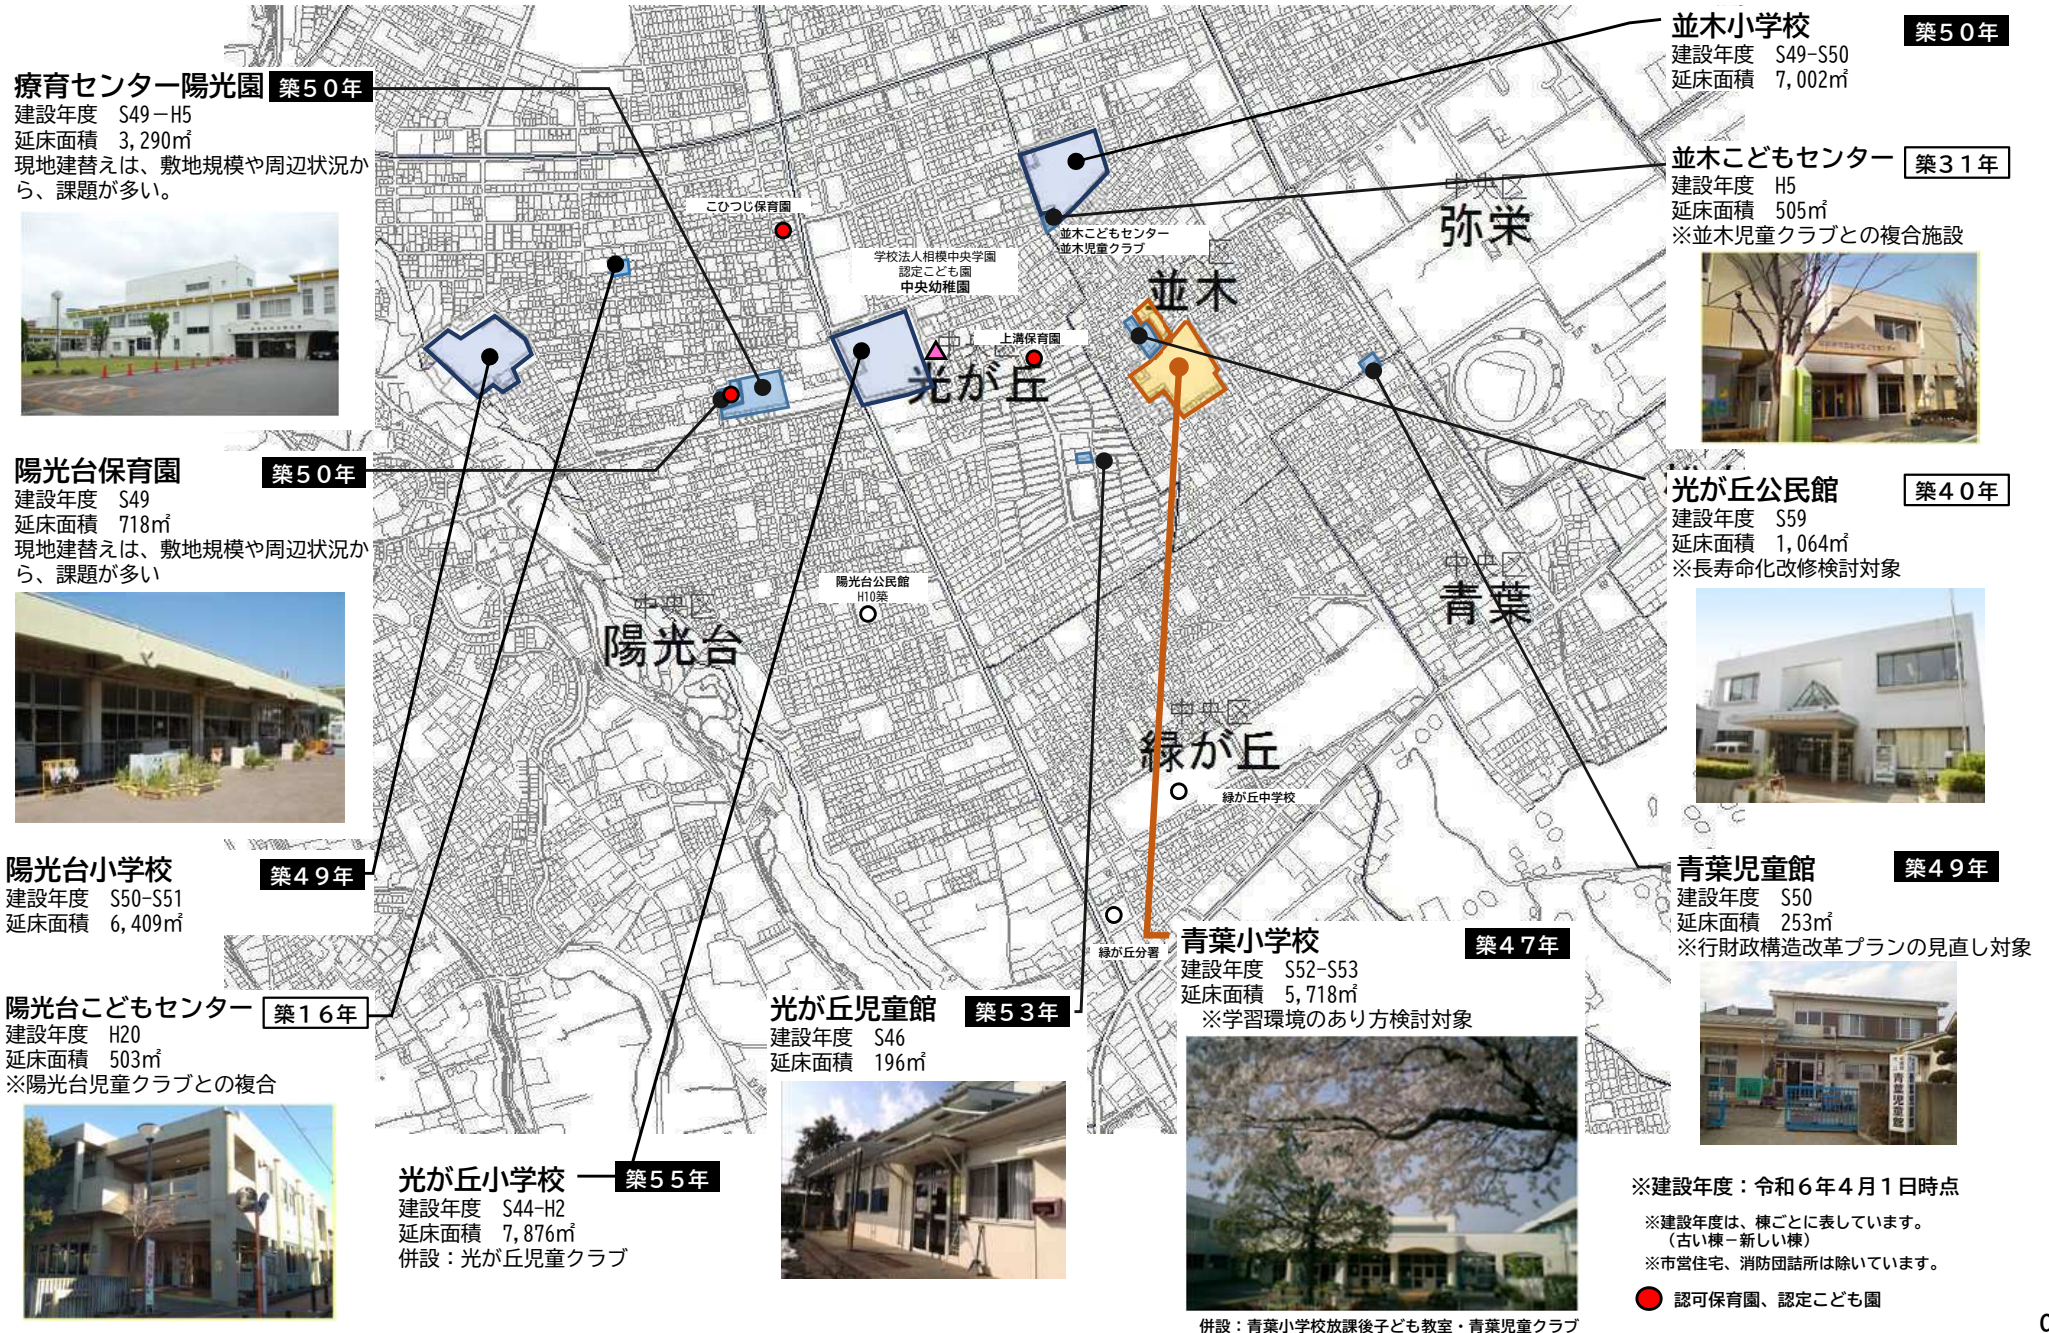 療育センター陽光園 築50年
建設年度 S49－H5
延床面積 3,290㎡
現地建替えは、敷地規模や周辺状況か
ら、課題が多い。
陽光台保育園 築50年
建設年度 S49
延床面積 718㎡
現地建替えは、敷地規模や周辺状況か
ら、課題が多い
陽光台小学校 築49年
建設年度 S50-S51
延床面積 6,409㎡
陽光台こどもセンター 築16年
建設年度 H20
延床面積 503㎡
※陽光台児童クラブとの複合
光が丘小学校 築55年
建設年度 S44-H2
延床面積 7,876㎡
併設：光が丘児童クラブ
光が丘児童館 築53年
建設年度 S46
延床面積 196㎡
青葉小学校 築47年
建設年度 S52-S53
延床面積 5,718㎡
※学習環境のあり方検討対象
併設：青葉小学校放課後子ども教室・青葉児童クラブ
並木小学校 築50年
建設年度 S49-S50
延床面積 7,002㎡
並木こどもセンター 築31年
建設年度 H5
延床面積 505㎡
※並木児童クラブとの複合施設
光が丘公民館 築40年
建設年度 S59
延床面積 1,064㎡
※長寿命化改修検討対象
青葉児童館 築49年
建設年度 S50
延床面積 253㎡
※行財政構造改革プランの見直し対象
青葉児童館
※建設年度：令和６年４月１日時点
※建設年度は、棟ごとに表しています。
（古い棟－新しい棟）
※市営住宅、消防団詰所は除いています。
認可保育園、認定こども園
こひつじ保育園
学校法人相模中央学園
認定こども園
中央幼稚園
上溝保育園
並木こどもセンター
並木児童クラブ
陽光台公民館
H10築
緑が丘中学校
緑が丘分署
中央区
弥栄
並木
光が丘
中央区
陽光台
中央区
青葉
中央区
緑が丘